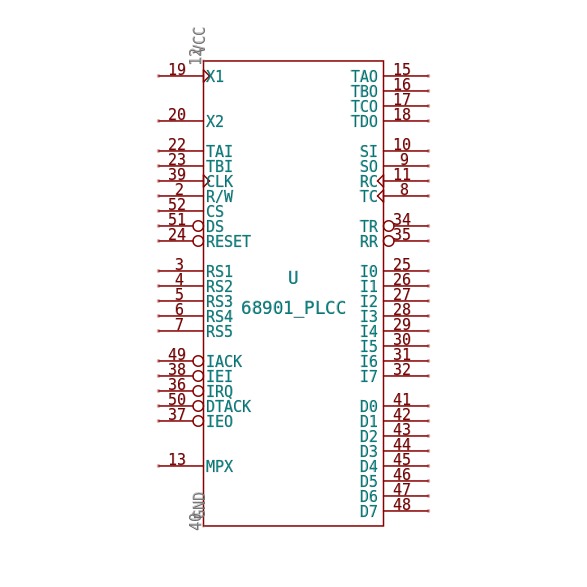 VCC
12
19 X1 TAO 15
TBO 16
TCO 17
20 X2 TDO 18
22 TAI SI 10
23 TBI SO 9
39 CLK RC 11
2 R/W TC 8
52 CS
51 DS TR 34
24 RESET RR 35
3 RS1 I0 25
4 RS2 I1 26
5 RS3 I2 27
6 RS4 I3 28
7 RS5 I4 29
U
68901_PLCC
I5 30
49 IACK I6 31
38 IEI I7 32
36 IRQ
50 DTACK D0 41
37 IEO D1 42
D2 43
D3 44
13 MPX D4 45
D5 46
D6 47
D7 48
GND
40